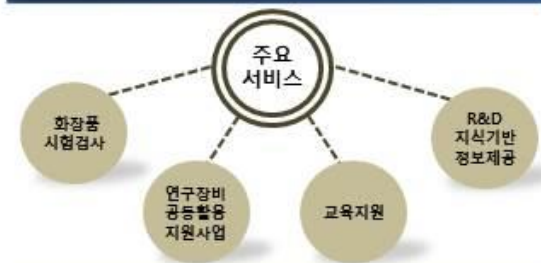 주요
서비스
화장품
시험검사
R&D
지식기반
정보제공
연구장비
공동활용
지원사업
교육지원